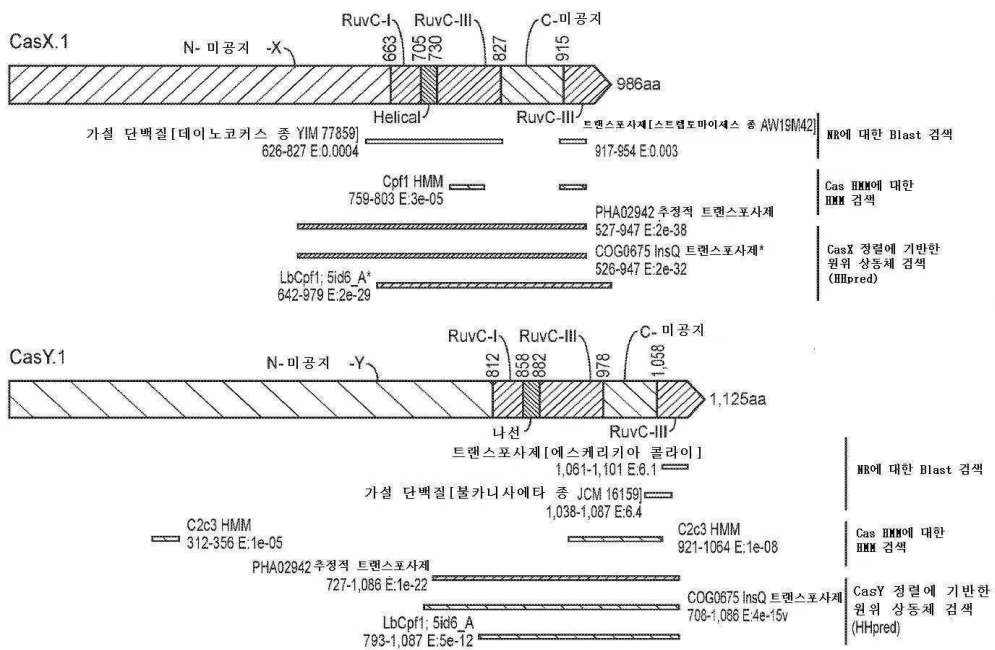 CasX.1
RuvC-I
RuvC-III
C-미공지
N- 미공지 -X
663
705
730
827
915
986aa
Helical
RuvC-III
가설 단백질[데이노코커스 종 YIM 77859]
626-827 E:0.0004
트랜스포사제[스트렙토마이세스 종 AW19M42]
917-954 E:0.003
NR에 대한 Blast 검색
Cpf1 HMM
759-803 E:3e-05
Cas HMM에 대한
HMM 검색
PHA02942 추정적 트랜스포사제
527-947 E:2e-38
COG0675 InsQ 트랜스포사제*
526-947 E:2e-32
LbCpf1; 5id6_A*
642-979 E:2e-29
CasX 정렬에 기반한
원위 상동체 검색
(HHpred)
CasY.1
RuvC-I
RuvC-III
C- 미공지
N- 미공지 -Y
812
858
882
978
1,058
1,125aa
나선
RuvC-III
트랜스포사제[에스케리키아 콜라이]
1,061-1,101 E:6.1
가설 단백질[불카니사에타 종 JCM 16159]
1,038-1,087 E:6.4
NR에 대한 Blast 검색
C2c3 HMM
312-356 E:1e-05
C2c3 HMM
921-1064 E:1e-08
Cas HMM에 대한
HMM 검색
PHA02942 추정적 트랜스포사제
727-1,086 E:1e-22
COG0675 InsQ 트랜스포사제
708-1,086 E:4e-15v
LbCpf1; 5id6_A
793-1,087 E:5e-12
CasY 정렬에 기반한
원위 상동체 검색
(HHpred)